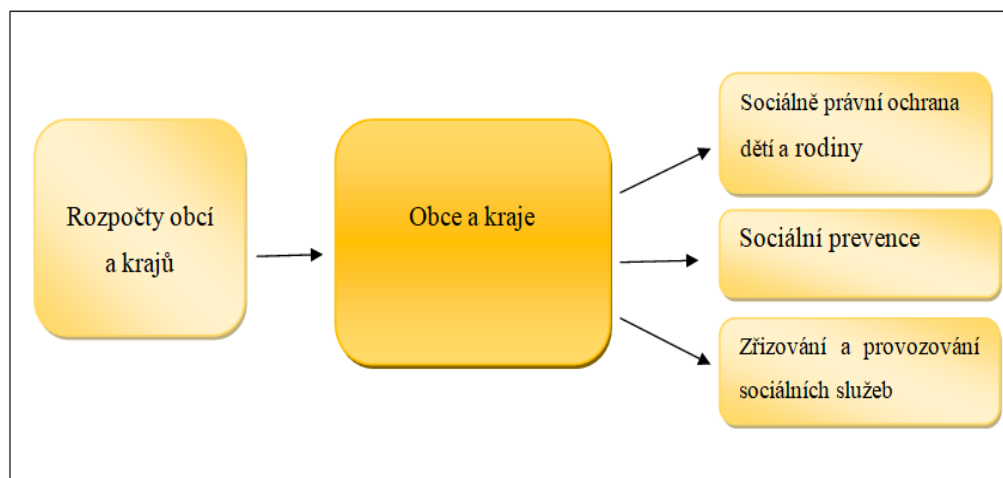 Rozpočty obcí
a krajů
Obce a kraje
Sociálně právní ochrana
dětí a rodiny
Sociální prevence
Zřizování a provozování
sociálních služeb